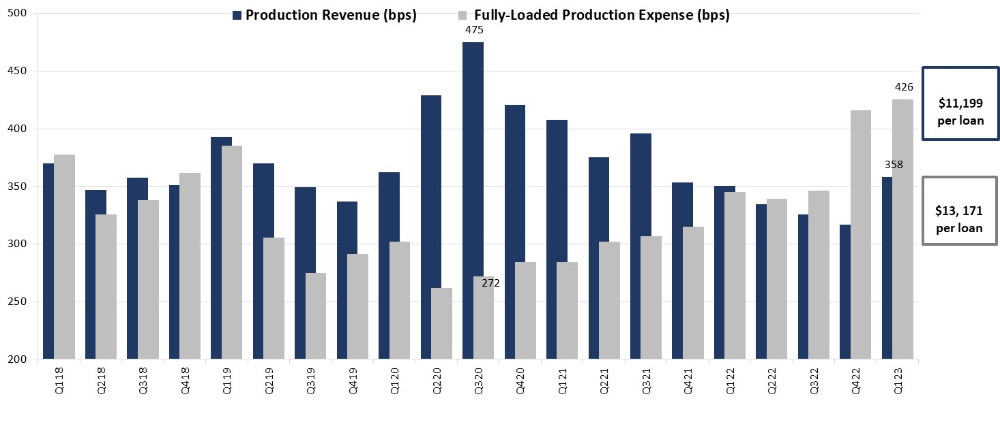 Production Revenue (bps)
Fully-Loaded Production Expense (bps)
500
450
400
350
300
250
200
475
272
426
358
$11,199
per loan
$13, 171
per loan
Q118
Q218
Q318
Q418
Q119
Q219
Q319
Q419
Q120
Q220
Q320
Q420
Q121
Q221
Q321
Q421
Q122
Q222
Q322
Q422
Q123